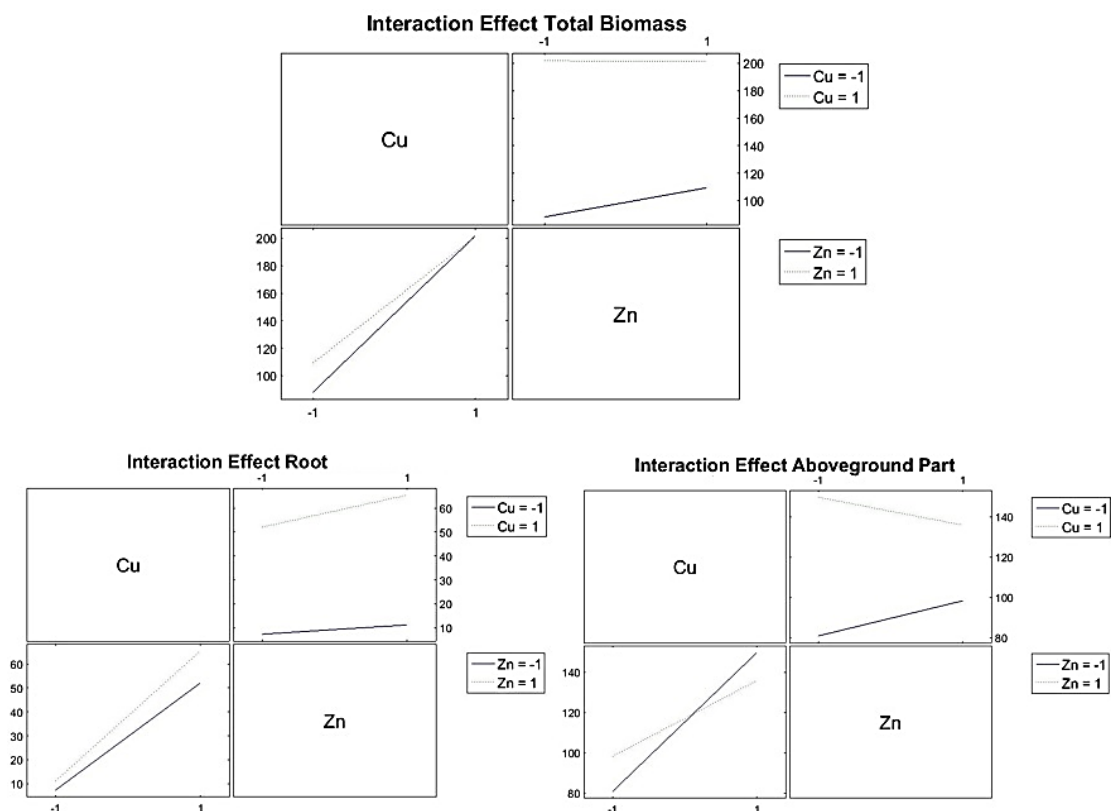 Interaction Effect Total Biomass
-1 1
200
180
160
140
120
100
Cu = -1
Cu = 1
Cu
200
180
160
140
120
100
-1 1
Zn
Zn = -1
Zn = 1
Interaction Effect Root
-1 1
60
50
40
30
20
10
Cu = -1
Cu = 1
Cu
60
50
40
30
20
10
-1 1
Zn
Zn = -1
Zn = 1
Interaction Effect Aboveground Part
-1 1
140
120
100
80
Cu = -1
Cu = 1
Cu
140
120
100
80
-1 1
Zn
Zn = -1
Zn = 1